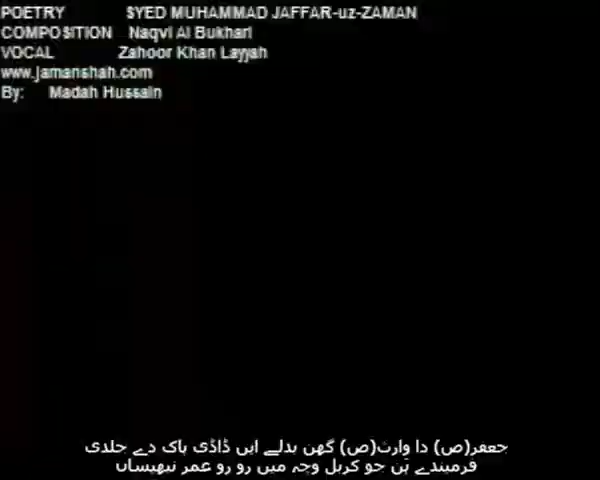 POETRY SYED MUHAMMAD JAFFAR-uz-ZAMAN
COMPOSITION Naqvi Al Bukhari
VOCAL Zahoor Khan Layyah
www.jamanshah.com
By: Madah Hussain
جعفر(ص) دا وارث(ص) گھن بدلے ایں ڈاڈی پاک دے جلدی
فرمیندے ہن جو کربل وچہ میں رو رو عمر نبھیساں